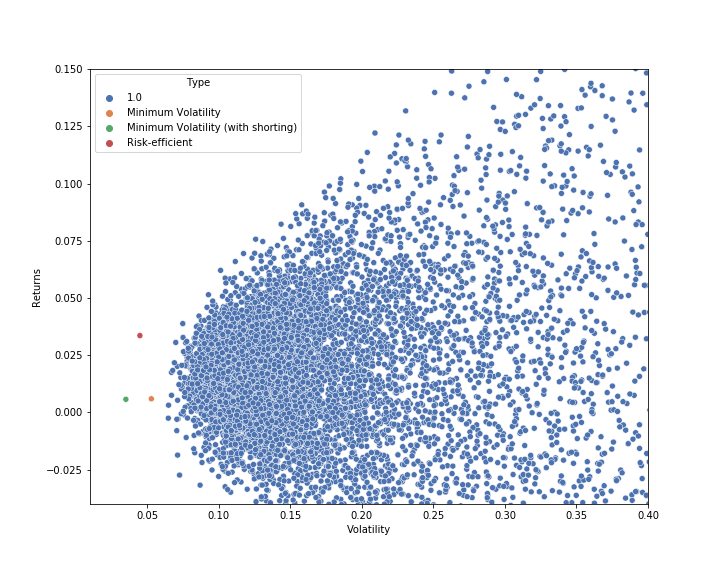 Type
1.0
Minimum Volatility
Minimum Volatility (with shorting)
Risk-efficient
0.150
0.125
0.100
0.075
0.050
0.025
0.000
−0.025
Returns
0.05 0.10 0.15 0.20 0.25 0.30 0.35 0.40
Volatility